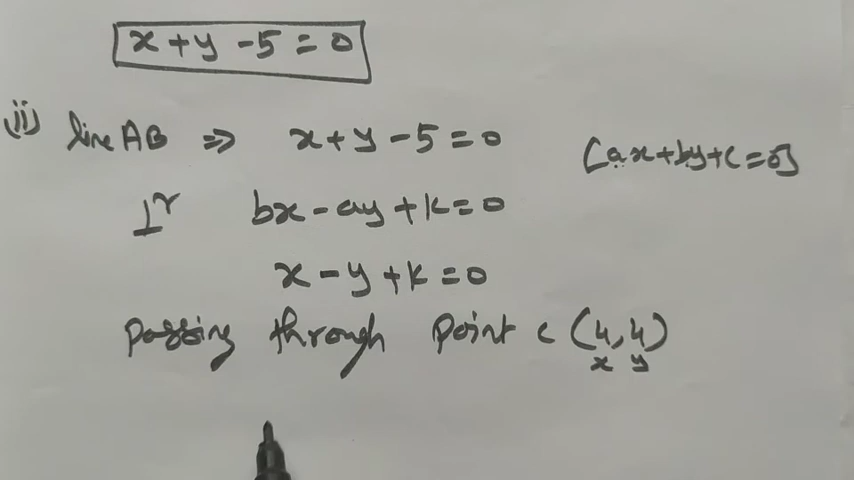 x + y - 5 = 0
(ii) line AB ⇒ x + y - 5 = 0 [ax + by + c = 0]
⊥r bx - ay + k = 0
x - y + k = 0
passing through point c (4, 4)
x y